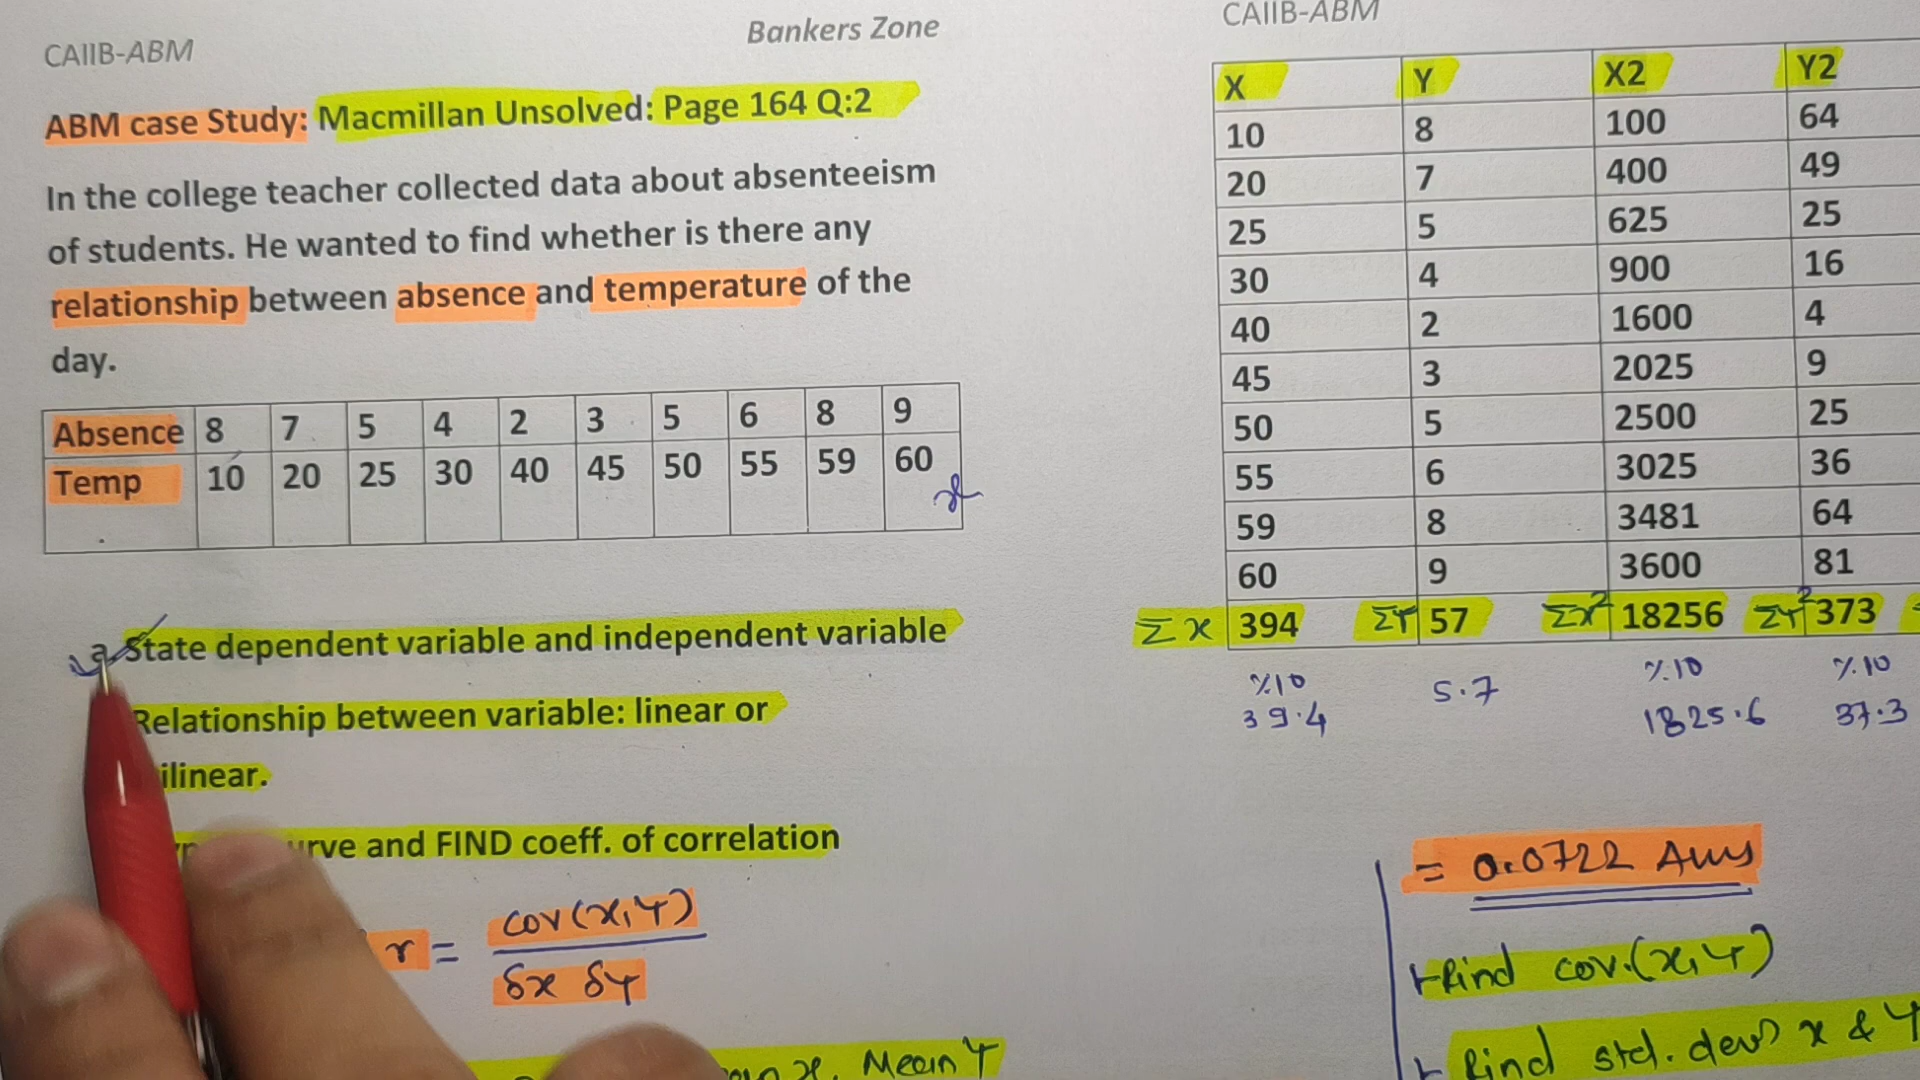 CAIIB-ABM
Bankers Zone
ABM case Study: Macmillan Unsolved: Page 164 Q:2
In the college teacher collected data about absenteeism
of students. He wanted to find whether is there any
relationship between absence and temperature of the
day.
Absence 8 7 5 4 2 3 5 6 8 9
Temp 10 20 25 30 40 45 50 55 59 60
x
a State dependent variable and independent variable
Relationship between variable: linear or
ilinear.
urve and FIND coeff. of correlation
r = cov(x,Y)
δx δY
x, Mean Y
CAIIB-ABM
X Y X2 Y2
10 8 100 64
20 7 400 49
25 5 625 25
30 4 900 16
40 2 1600 4
45 3 2025 9
50 5 2500 25
55 6 3025 36
59 8 3481 64
60 9 3600 81
Σx 394 ΣY 57 Σx² 18256 ΣY² 373
%10 %10 %10
39.4 5.7 1825.6 37.3
= 0.0722 Ans
find cov.(x,Y)
find std. dev x & Y